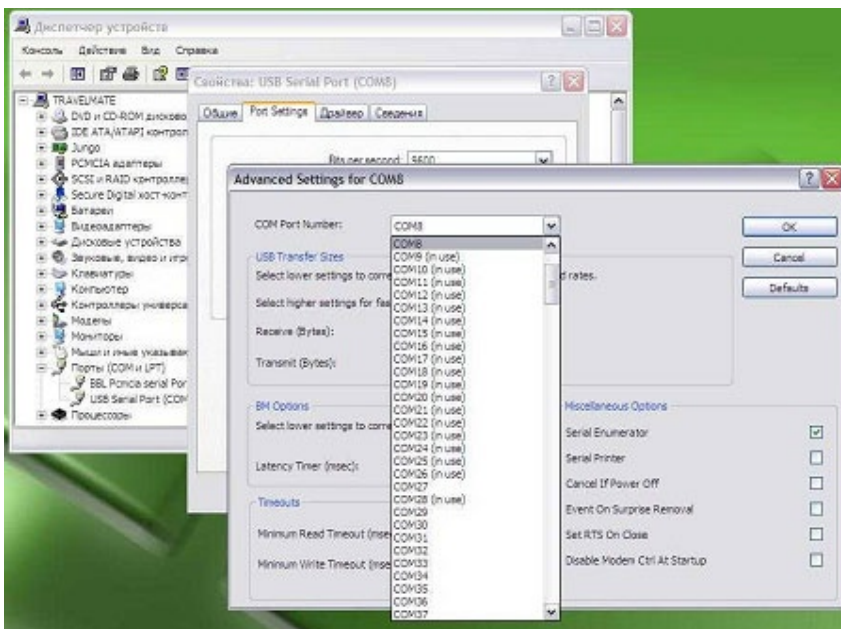 Диспетчер устройств
Консоль Действие Вид Справка
TRAVELMATE
DVD и CD-ROM дисково
IDE ATA/ATAPI контрол
Jungo
PCMCIA адаптеры
SCSI и RAID контролле
Secure Digital хост-конт
Батареи
Видеоадаптеры
Дисковые устройства
Звуковые, видео и игр
Клавиатуры
Компьютер
Контроллеры универса
Модемы
Мониторы
Мыши и иные указываю
Порты (COM и LPT)
BBL Pcmcia serial Por
USB Serial Port (COM
Процессоры
Свойства: USB Serial Port (COM8)
Общие Port Settings Драйвер Сведения
Bits per second: 9600
Advanced Settings for COM8
COM Port Number: COM8
OK
Cancel
Defaults
USB Transfer Sizes
Select lower settings to corre
d rates.
Select higher settings for fas
Receive (Bytes):
Transmit (Bytes):
BM Options
Select lower settings to corre
Latency Timer (msec):
Timeouts
Minimum Read Timeout (mse
Minimum Write Timeout (mse
COM8
COM9 (in use)
COM10 (in use)
COM11 (in use)
COM12 (in use)
COM13 (in use)
COM14 (in use)
COM15 (in use)
COM16 (in use)
COM17 (in use)
COM18 (in use)
COM19 (in use)
COM20 (in use)
COM21 (in use)
COM22 (in use)
COM23 (in use)
COM24 (in use)
COM25 (in use)
COM26 (in use)
COM27
COM28 (in use)
COM29
COM30
COM31
COM32
COM33
COM34
COM35
COM36
COM37
Miscellaneous Options
Serial Enumerator
Serial Printer
Cancel If Power Off
Event On Surprise Removal
Set RTS On Close
Disable Modem Ctrl At Startup